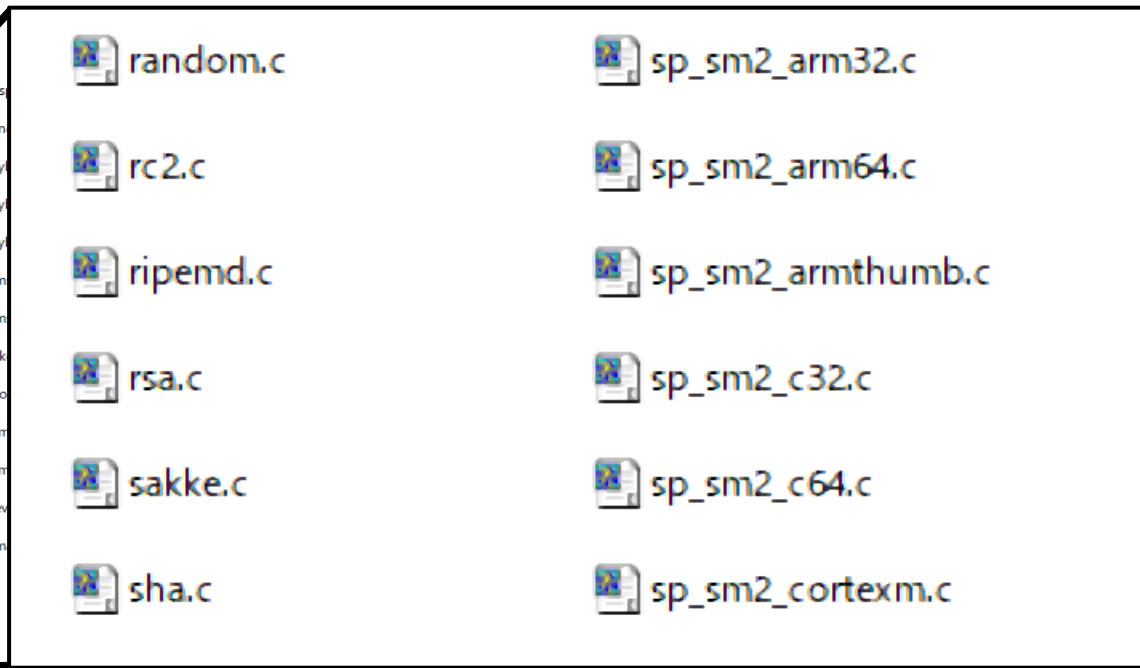 random.c
rc2.c
ripemd.c
rsa.c
sakke.c
sha.c
sp_sm2_arm32.c
sp_sm2_arm64.c
sp_sm2_armthumb.c
sp_sm2_c32.c
sp_sm2_c64.c
sp_sm2_cortexm.c